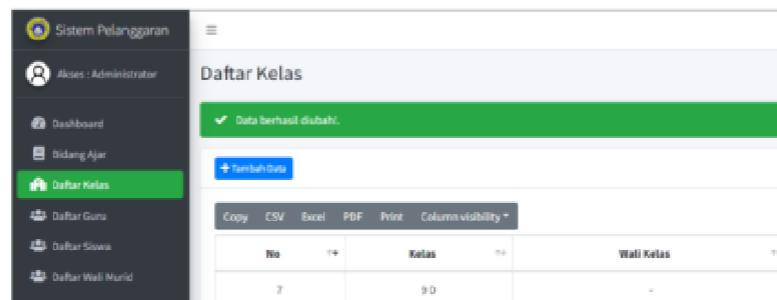 Sistem Pelanggaran
Akses : Administrator
Dashboard
Bidang Ajar
Daftar Kelas
Daftar Guru
Daftar Siswa
Daftar Wali Murid
Daftar Kelas
Data berhasil diubah!.
+ Tambah Data
Copy CSV Excel PDF Print Column visibility
No Kelas Wali Kelas
7 9 D -